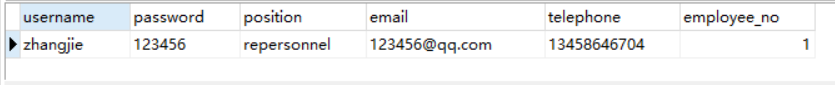 username password position email telephone employee_no
zhangjie 123456 repersonnel 123456@qq.com 13458646704 1